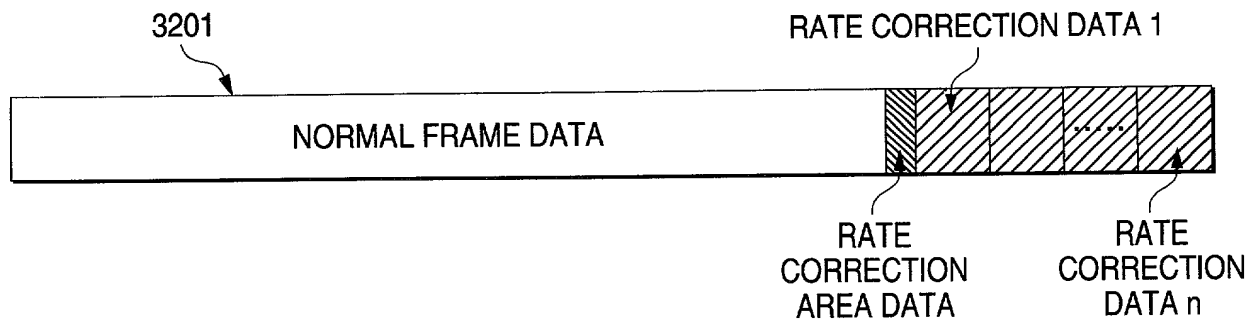 3201
RATE CORRECTION DATA 1
NORMAL FRAME DATA
.....
RATE
CORRECTION
AREA DATA
RATE
CORRECTION
DATA n